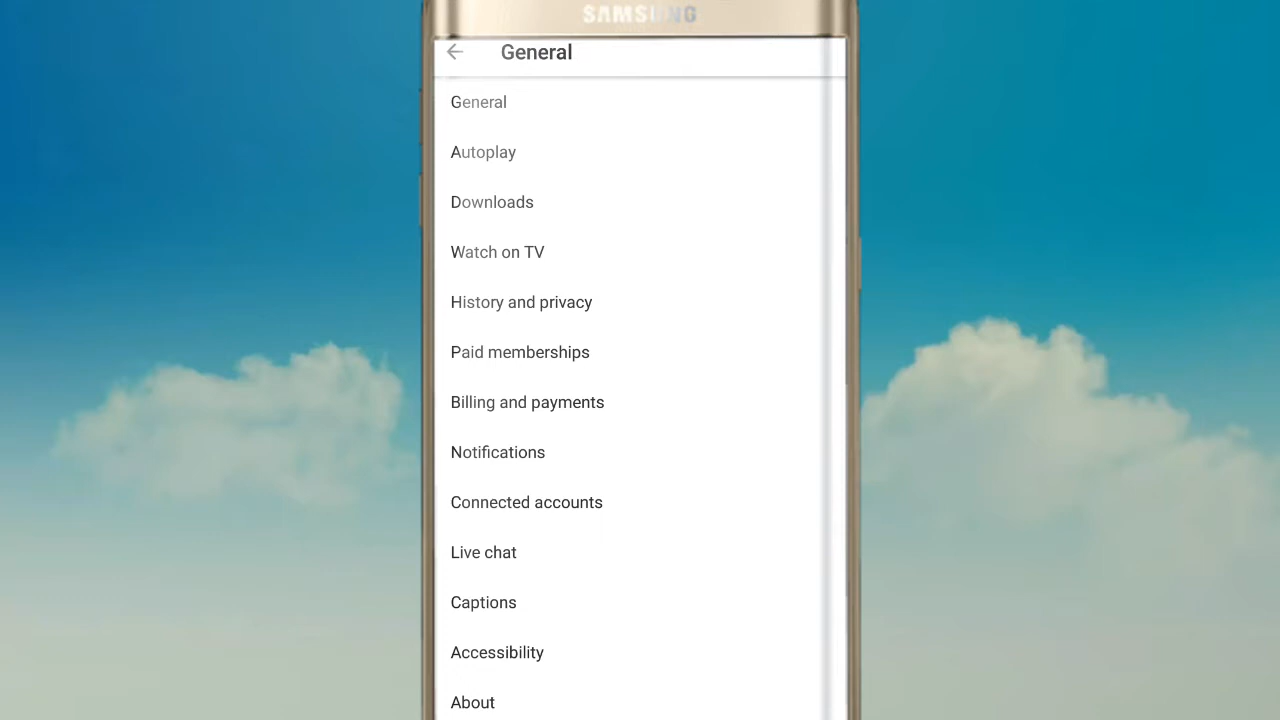 SAMSUNG
General
General
Autoplay
Downloads
Watch on TV
History and privacy
Paid memberships
Billing and payments
Notifications
Connected accounts
Live chat
Captions
Accessibility
About